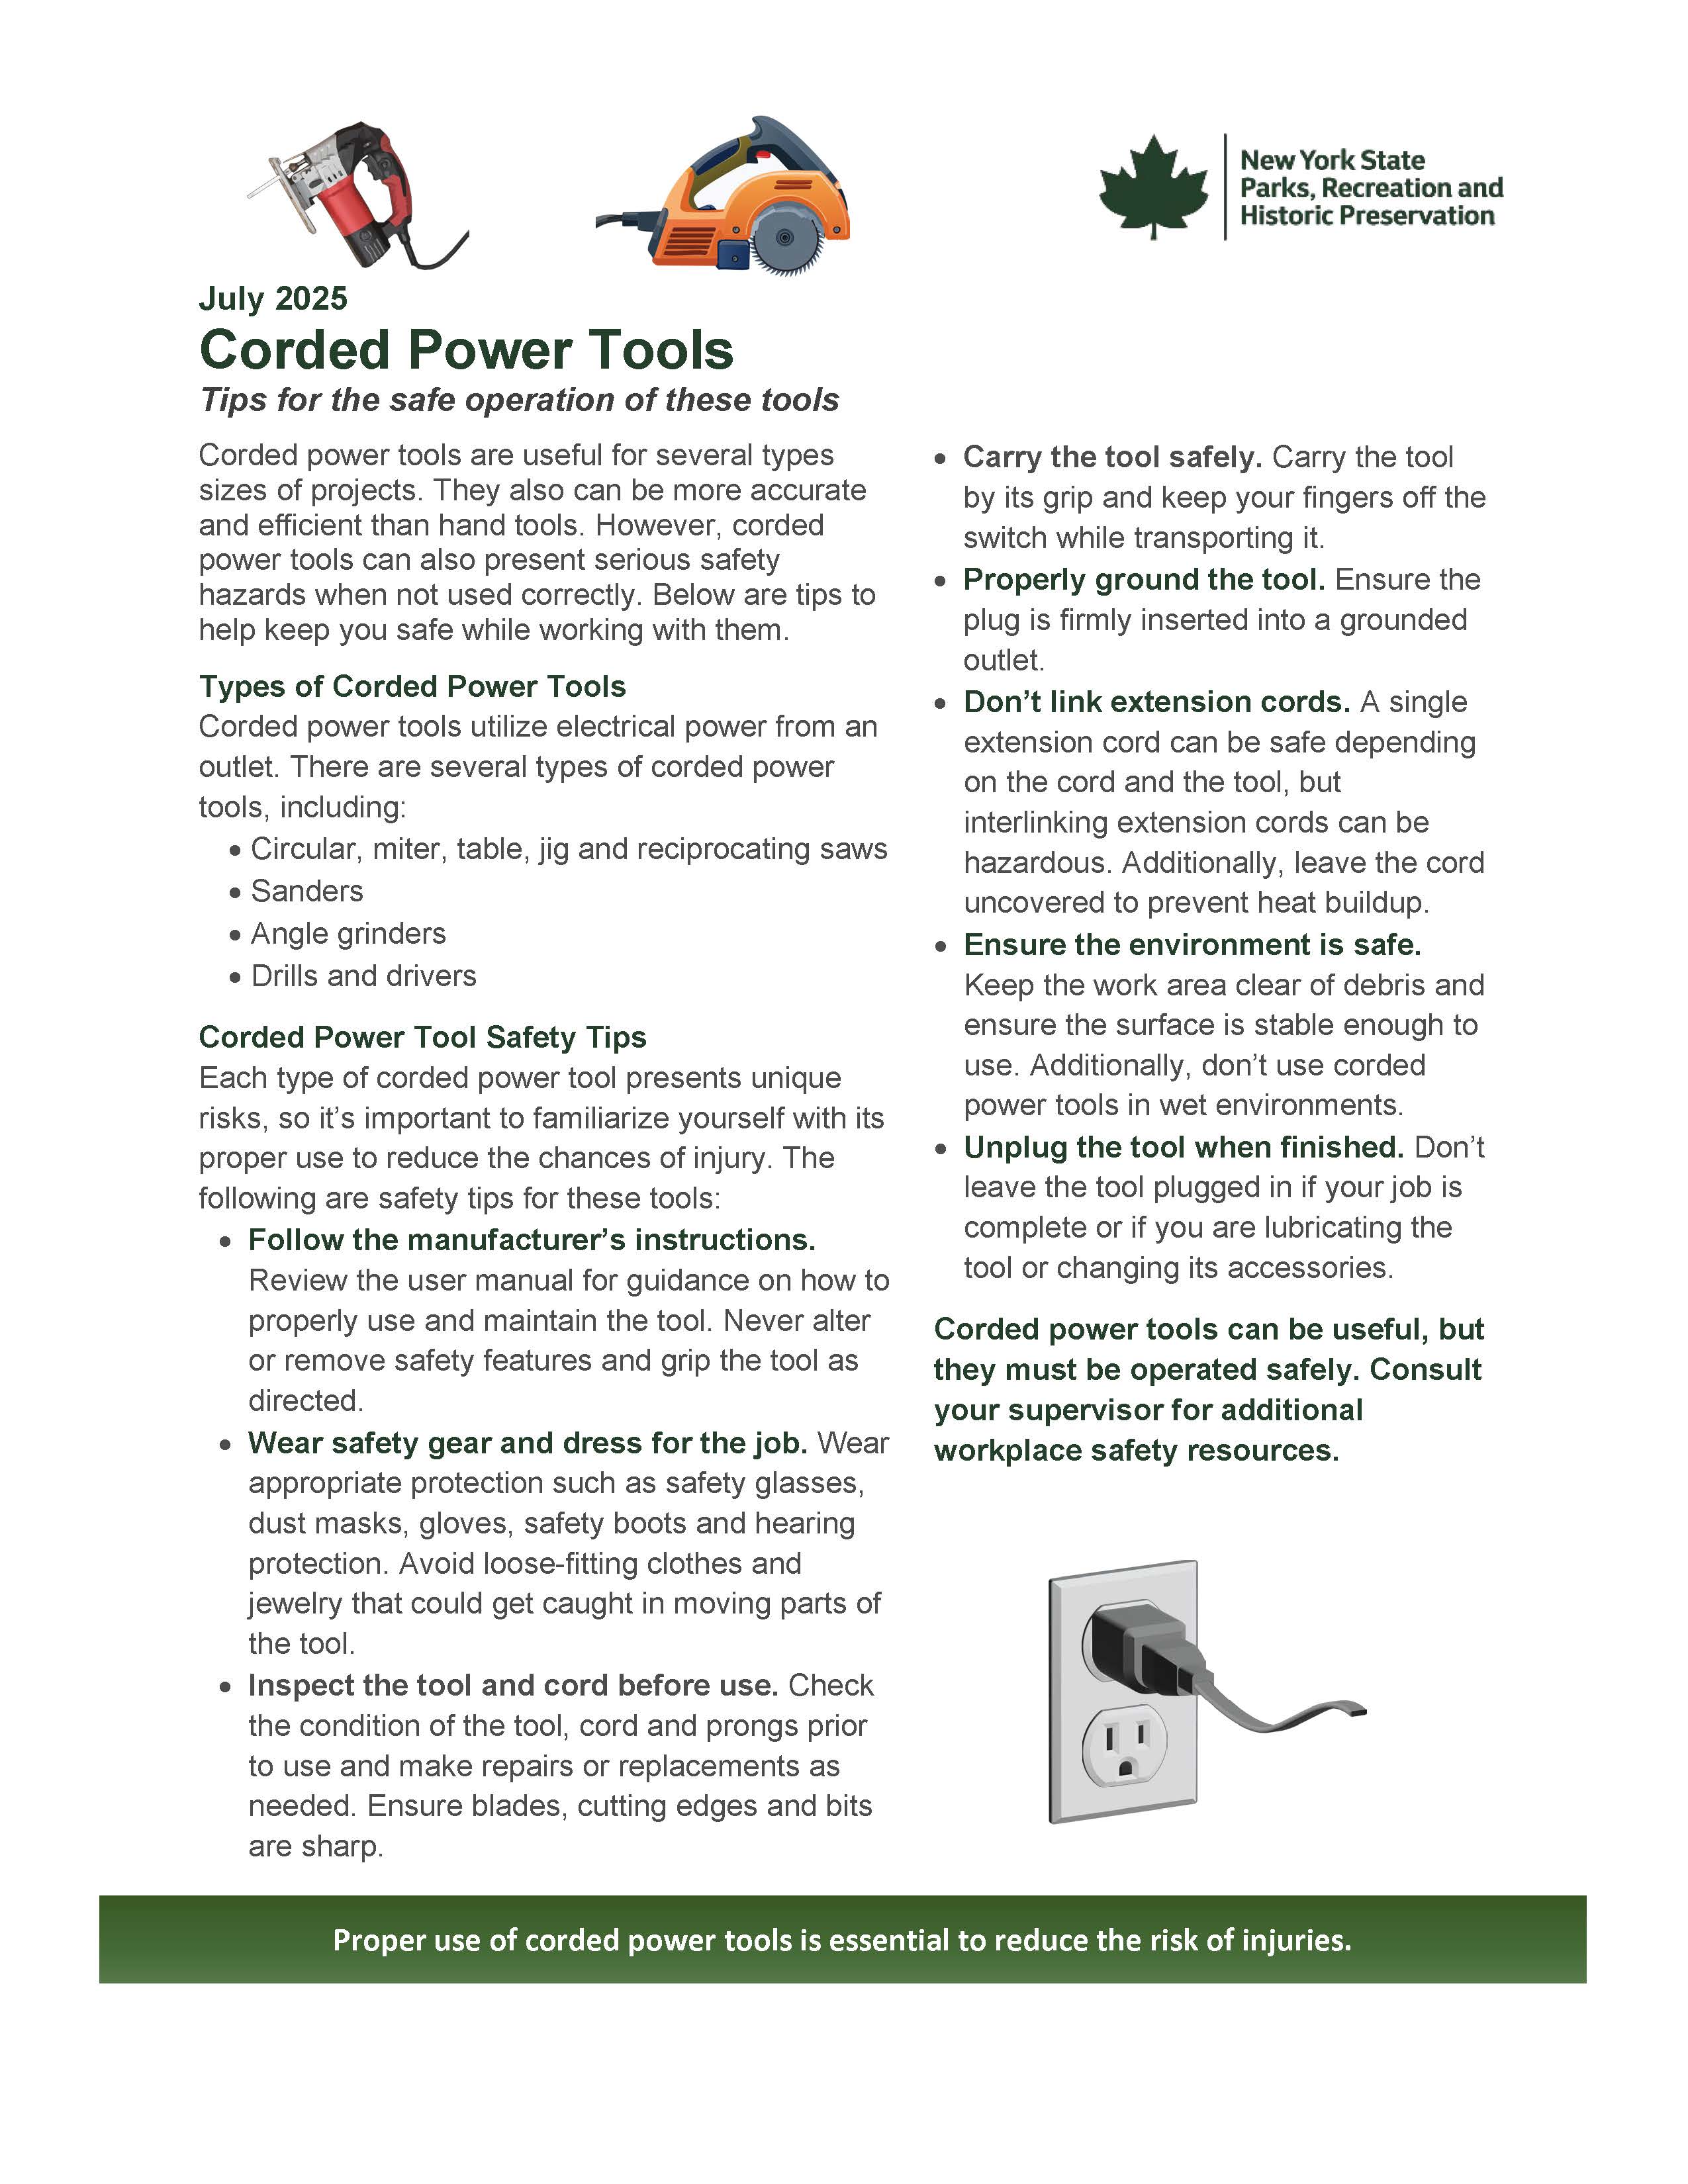 New York State
Parks, Recreation and
Historic Preservation
July 2025
Corded Power Tools
Tips for the safe operation of these tools
Corded power tools are useful for several types
sizes of projects. They also can be more accurate
and efficient than hand tools. However, corded
power tools can also present serious safety
hazards when not used correctly. Below are tips to
help keep you safe while working with them.
Types of Corded Power Tools
Corded power tools utilize electrical power from an
outlet. There are several types of corded power
tools, including:
• Circular, miter, table, jig and reciprocating saws
• Sanders
• Angle grinders
• Drills and drivers
Corded Power Tool Safety Tips
Each type of corded power tool presents unique
risks, so it’s important to familiarize yourself with its
proper use to reduce the chances of injury. The
following are safety tips for these tools:
• Follow the manufacturer’s instructions.
Review the user manual for guidance on how to
properly use and maintain the tool. Never alter
or remove safety features and grip the tool as
directed.
• Wear safety gear and dress for the job. Wear
appropriate protection such as safety glasses,
dust masks, gloves, safety boots and hearing
protection. Avoid loose-fitting clothes and
jewelry that could get caught in moving parts of
the tool.
• Inspect the tool and cord before use. Check
the condition of the tool, cord and prongs prior
to use and make repairs or replacements as
needed. Ensure blades, cutting edges and bits
are sharp.
• Carry the tool safely. Carry the tool
by its grip and keep your fingers off the
switch while transporting it.
• Properly ground the tool. Ensure the
plug is firmly inserted into a grounded
outlet.
• Don’t link extension cords. A single
extension cord can be safe depending
on the cord and the tool, but
interlinking extension cords can be
hazardous. Additionally, leave the cord
uncovered to prevent heat buildup.
• Ensure the environment is safe.
Keep the work area clear of debris and
ensure the surface is stable enough to
use. Additionally, don’t use corded
power tools in wet environments.
• Unplug the tool when finished. Don’t
leave the tool plugged in if your job is
complete or if you are lubricating the
tool or changing its accessories.
Corded power tools can be useful, but
they must be operated safely. Consult
your supervisor for additional
workplace safety resources.
Proper use of corded power tools is essential to reduce the risk of injuries.